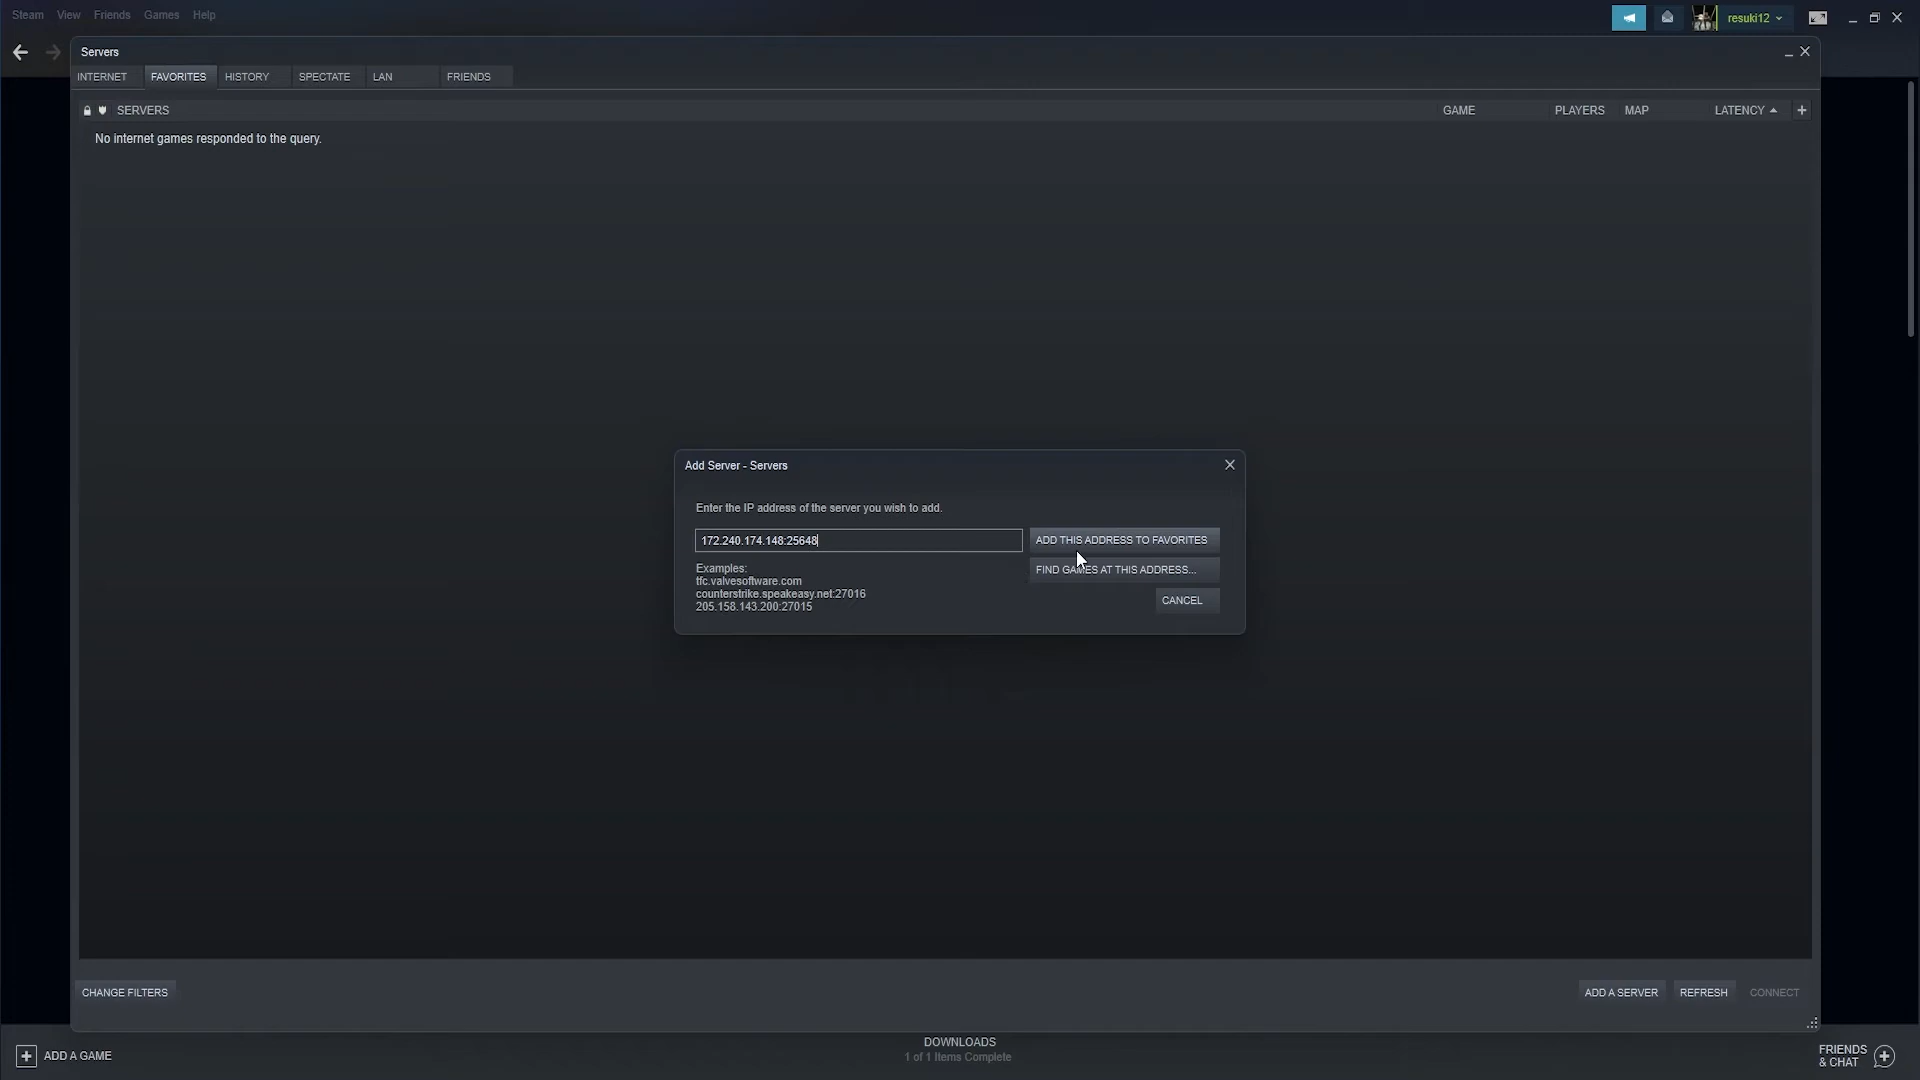 Steam View Friends Games Help
resuki12
Servers
INTERNET FAVORITES HISTORY SPECTATE LAN FRIENDS
SERVERS GAME PLAYERS MAP LATENCY
No internet games responded to the query.
Add Server - Servers
Enter the IP address of the server you wish to add.
172.240.174.148:25648 ADD THIS ADDRESS TO FAVORITES
Examples: FIND GAMES AT THIS ADDRESS...
tfc.valvesoftware.com
counterstrike.speakeasy.net:27016 CANCEL
205.158.143.200:27015
CHANGE FILTERS ADD A SERVER REFRESH CONNECT
DOWNLOADS
1 of 1 Items Complete
ADD A GAME
FRIENDS
& CHAT